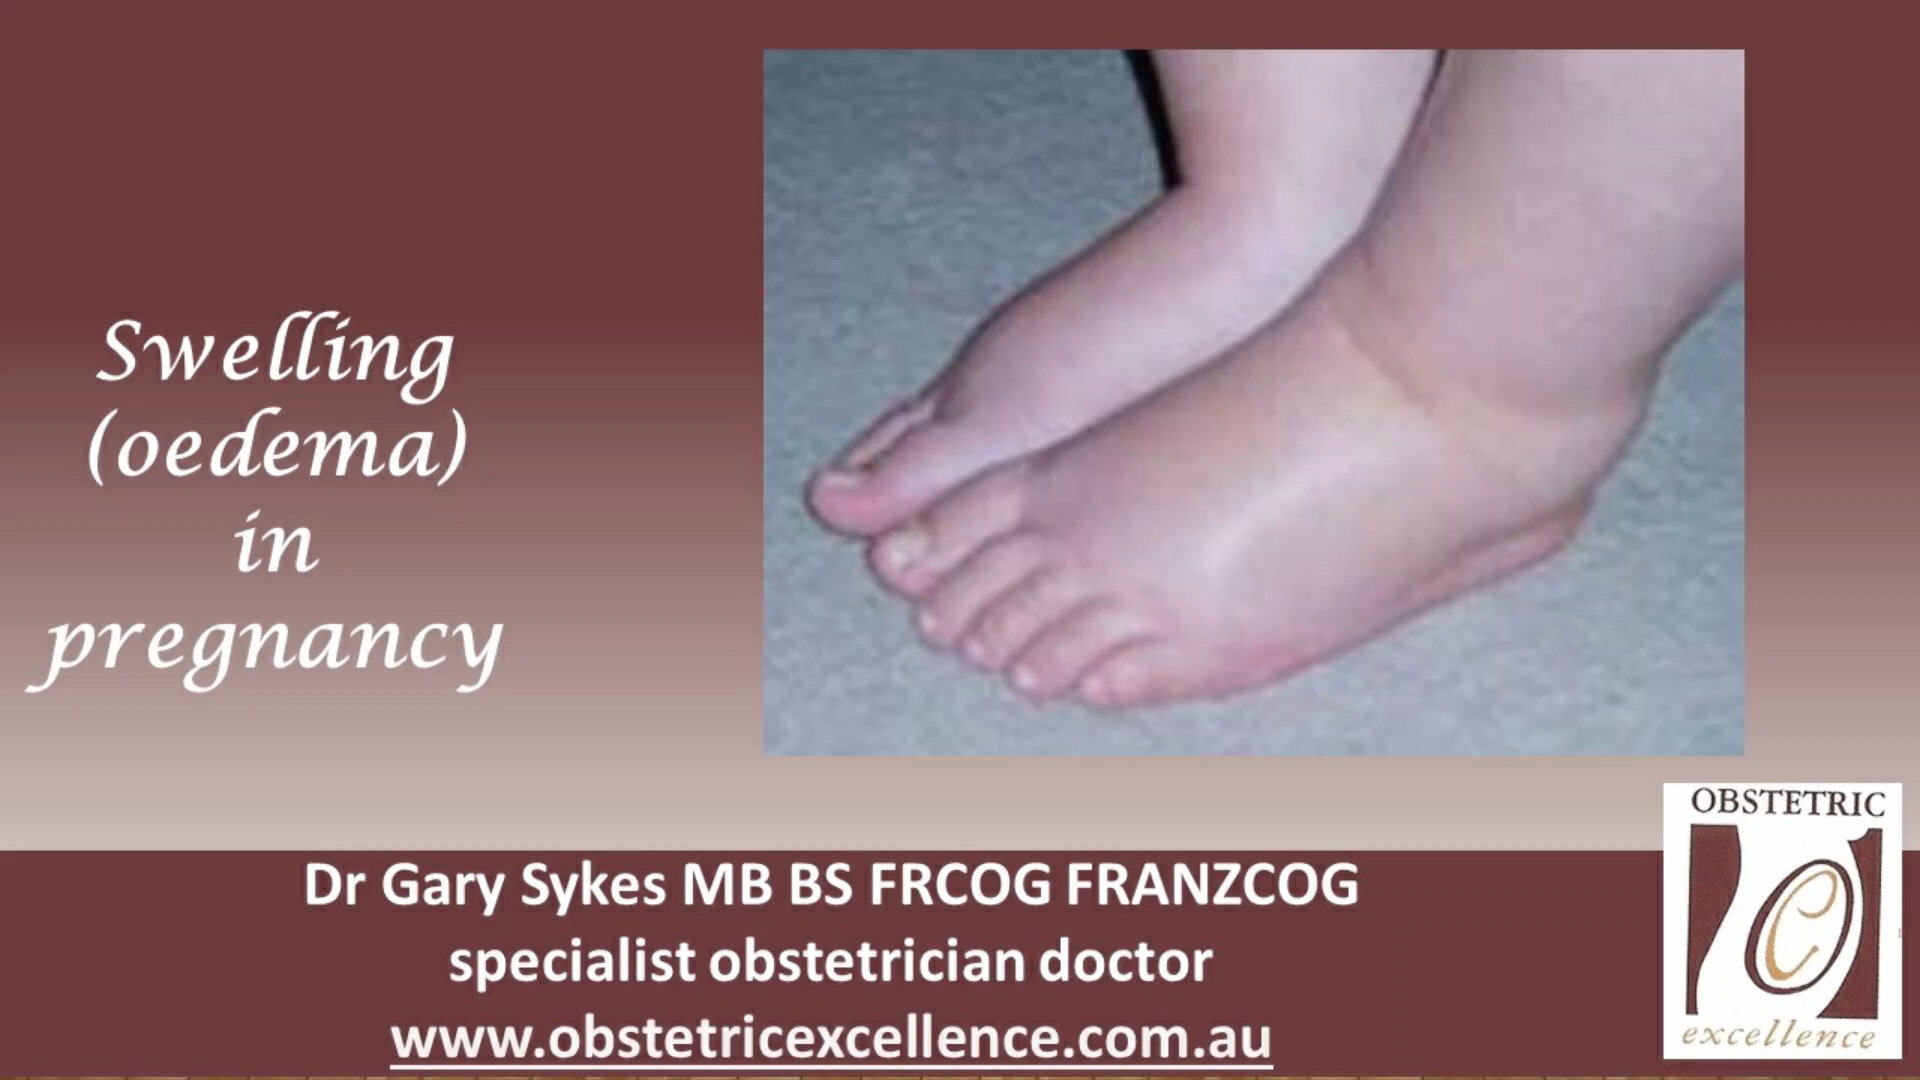 Swelling
(oedema)
in
pregnancy
Dr Gary Sykes MB BS FRCOG FRANZCOG
specialist obstetrician doctor
www.obstetricexcellence.com.au
OBSTETRIC
excellence